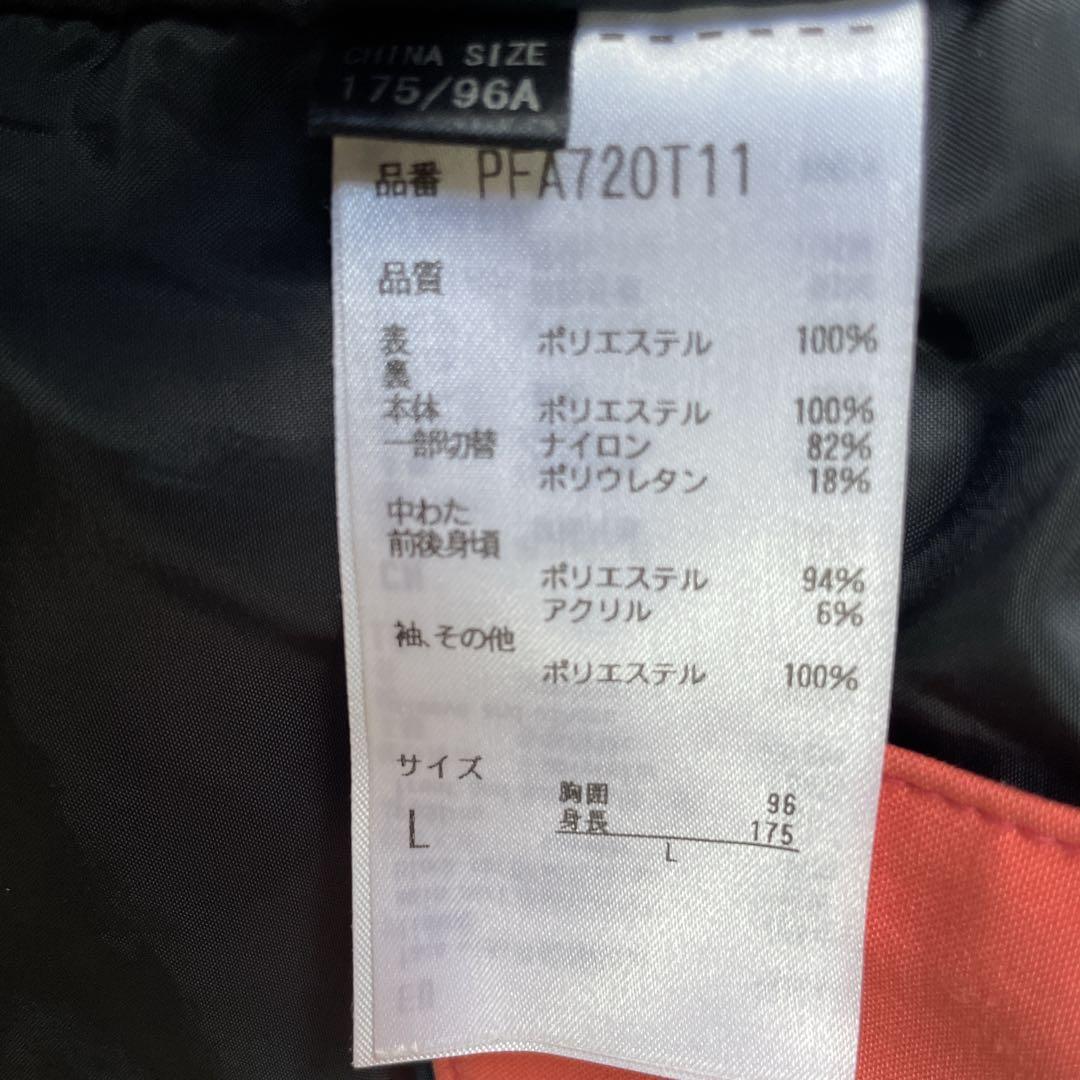 CHINA SIZE
175/96A
品番 PFA720T11
品質
表 ポリエステル 100%
裏
本体 ポリエステル 100%
一部切替 ナイロン 82%
ポリウレタン 18%
中わた
前後身頃
ポリエステル 94%
アクリル 6%
袖、その他
ポリエステル 100%
サイズ
L
胸囲 96
身長 175
L